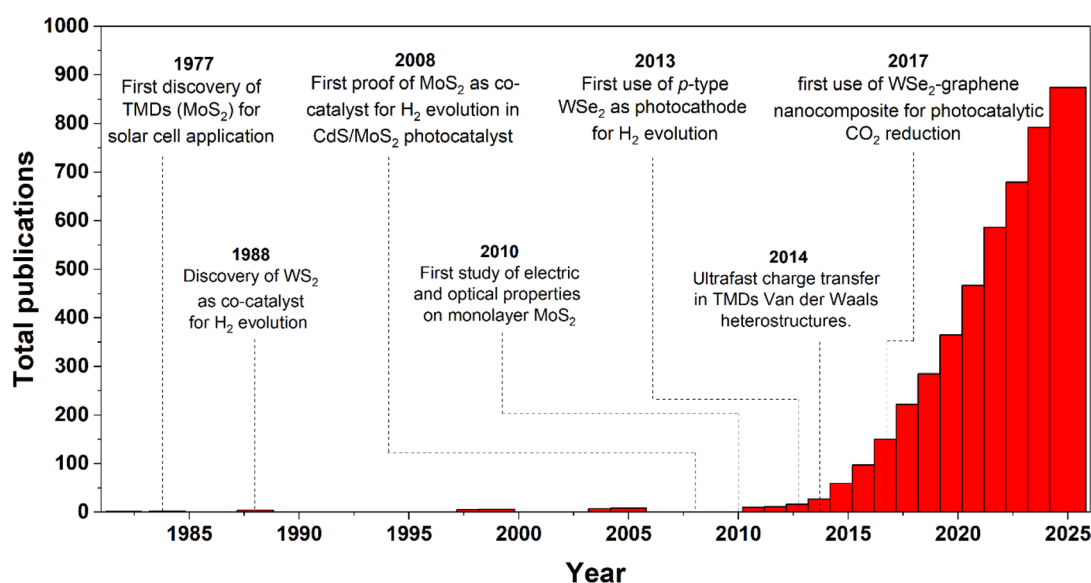 1000
900
800
700
600
500
400
300
200
100
0
Total publications
1977
First discovery of
TMDs (MoS₂) for
solar cell application
2008
First proof of MoS₂ as co-
catalyst for H₂ evolution in
CdS/MoS₂ photocatalyst
2013
First use of p-type
WSe₂ as photocathode
for H₂ evolution
2017
first use of WSe₂-graphene
nanocomposite for photocatalytic
CO₂ reduction
1988
Discovery of WS₂
as co-catalyst
for H₂ evolution
2010
First study of electric
and optical properties
on monolayer MoS₂
2014
Ultrafast charge transfer
in TMDs Van der Waals
heterostructures.
1985 1990 1995 2000 2005 2010 2015 2020 2025
Year